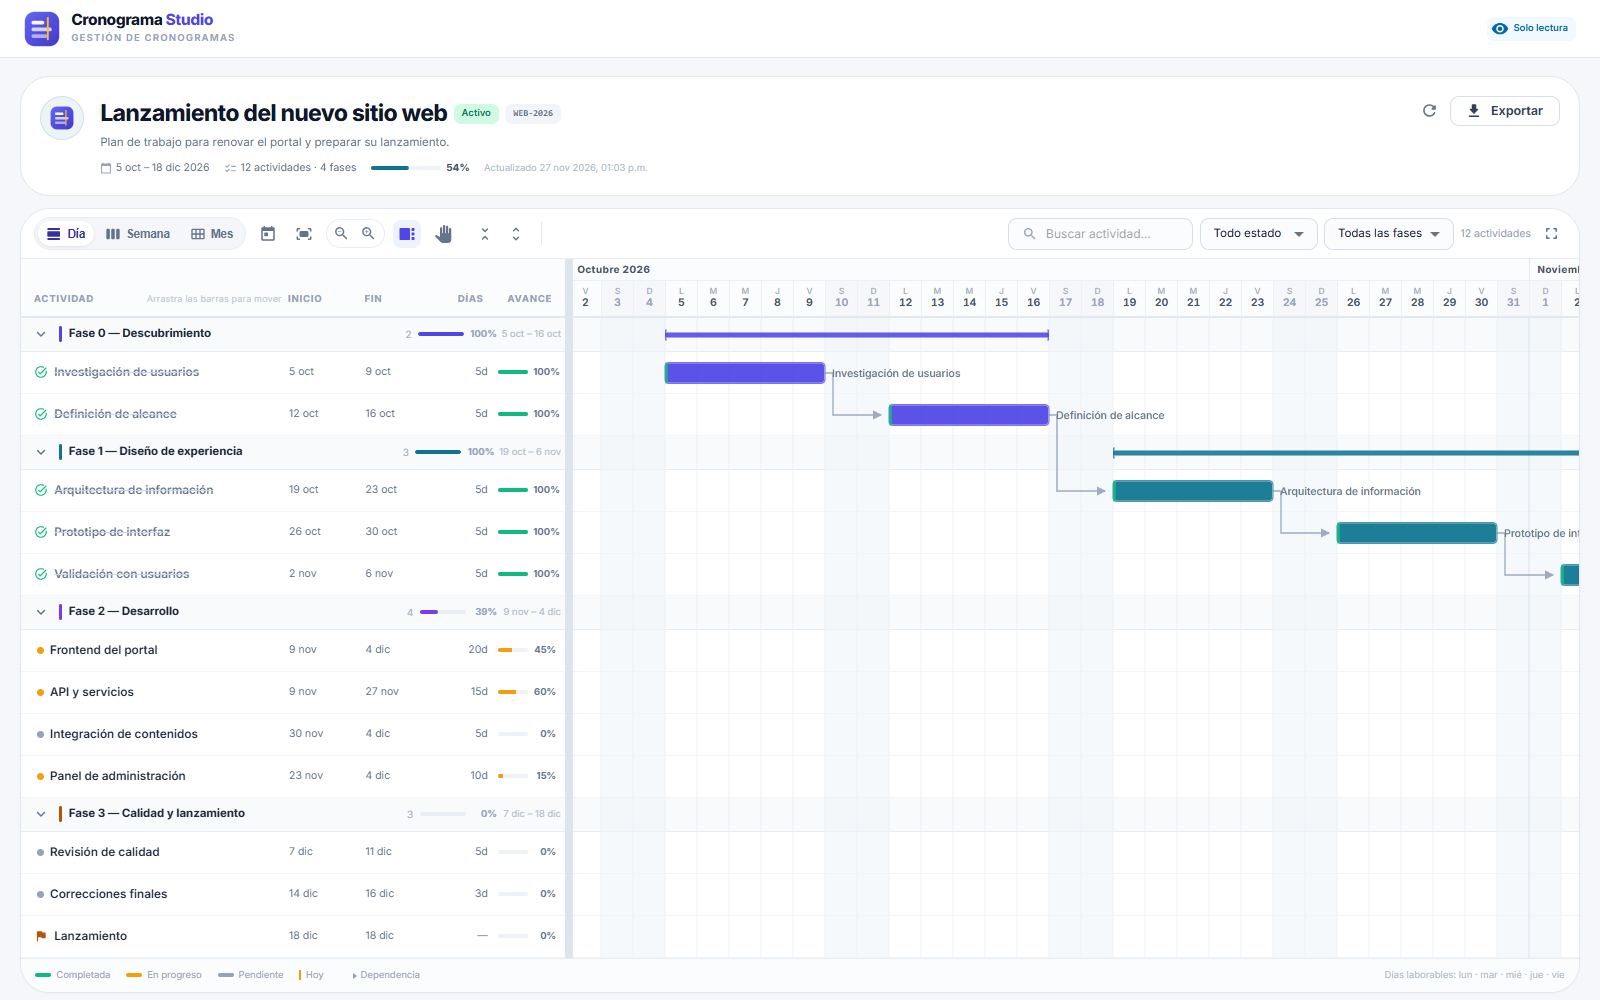 Cronograma Studio
GESTIÓN DE CRONOGRAMAS
Solo lectura
Lanzamiento del nuevo sitio web Activo WEB-2026
Exportar
Plan de trabajo para renovar el portal y preparar su lanzamiento.
5 oct – 18 dic 2026 12 actividades · 4 fases 54% Actualizado 27 nov 2026, 01:03 p.m.
Día Semana Mes Buscar actividad... Todo estado Todas las fases 12 actividades
Octubre 2026
ACTIVIDAD Arrastra las barras para mover INICIO FIN DÍAS AVANCE
V S D L M M J V S D L M M J V S D L M M J V S D L M M J V S D
2 3 4 5 6 7 8 9 10 11 12 13 14 15 16 17 18 19 20 21 22 23 24 25 26 27 28 29 30 31 1
Fase 0 — Descubrimiento 2 100% 5 oct – 16 oct
Investigación de usuarios 5 oct 9 oct 5d 100% Investigación de usuarios
Definición de alcance 12 oct 16 oct 5d 100% Definición de alcance
Fase 1 — Diseño de experiencia 3 100% 19 oct – 6 nov
Arquitectura de información 19 oct 23 oct 5d 100% Arquitectura de información
Prototipo de interfaz 26 oct 30 oct 5d 100% Prototipo de
Validación con usuarios 2 nov 6 nov 5d 100%
Fase 2 — Desarrollo 4 39% 9 nov – 4 dic
Frontend del portal 9 nov 4 dic 20d 45%
API y servicios 9 nov 27 nov 15d 60%
Integración de contenidos 30 nov 4 dic 5d 0%
Panel de administración 23 nov 4 dic 10d 15%
Fase 3 — Calidad y lanzamiento 3 0% 7 dic – 18 dic
Revisión de calidad 7 dic 11 dic 5d 0%
Correcciones finales 14 dic 16 dic 3d 0%
Lanzamiento 18 dic 18 dic — 0%
Completada En progreso Pendiente Hoy Dependencia
Días laborables: lun · mar · mié · jue · vie